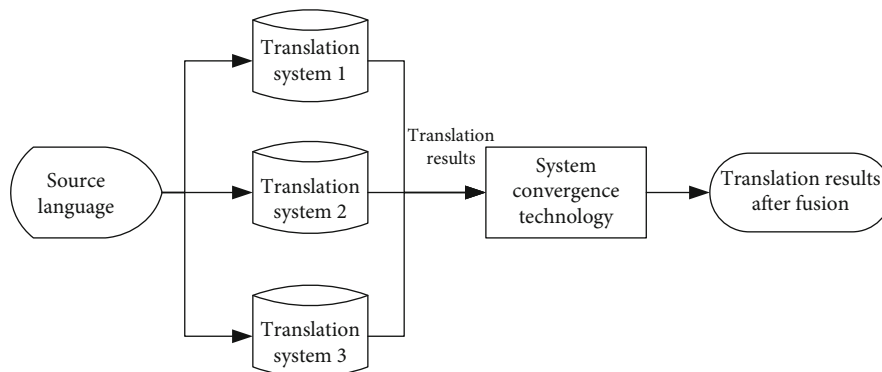 Source
language
Translation
system 1
Translation
system 2
Translation
system 3
Translation
results
System
convergence
technology
Translation results
after fusion